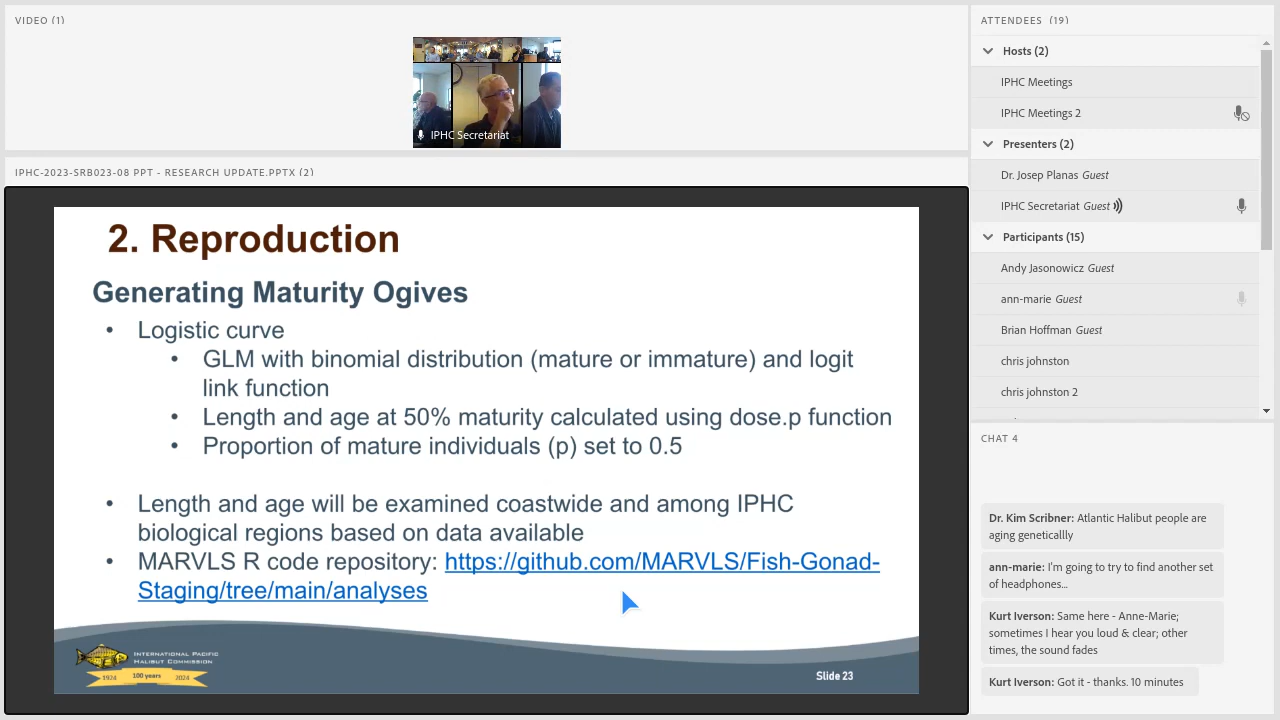 VIDEO (1)
IPHC Secretariat
IPHC-2023-SRB023-08 PPT - RESEARCH UPDATE.PPTX (2)
2. Reproduction
Generating Maturity Ogives
• Logistic curve
• GLM with binomial distribution (mature or immature) and logit
link function
• Length and age at 50% maturity calculated using dose.p function
• Proportion of mature individuals (p) set to 0.5
• Length and age will be examined coastwide and among IPHC
biological regions based on data available
• MARVLS R code repository: https://github.com/MARVLS/Fish-Gonad-
Staging/tree/main/analyses
INTERNATIONAL PACIFIC
HALIBUT COMMISSION
1924 100 years 2024
Slide 23
ATTENDEES (19)
Hosts (2)
IPHC Meetings
IPHC Meetings 2
Presenters (2)
Dr. Josep Planas Guest
IPHC Secretariat Guest
Participants (15)
Andy Jasonowicz Guest
ann-marie Guest
Brian Hoffman Guest
chris johnston
chris johnston 2
CHAT 4
Dr. Kim Scribner: Atlantic Halibut people are
aging geneticallly
ann-marie: I'm going to try to find another set
of headphones...
Kurt Iverson: Same here - Anne-Marie;
sometimes I hear you loud & clear; other
times, the sound fades
Kurt Iverson: Got it - thanks. 10 minutes